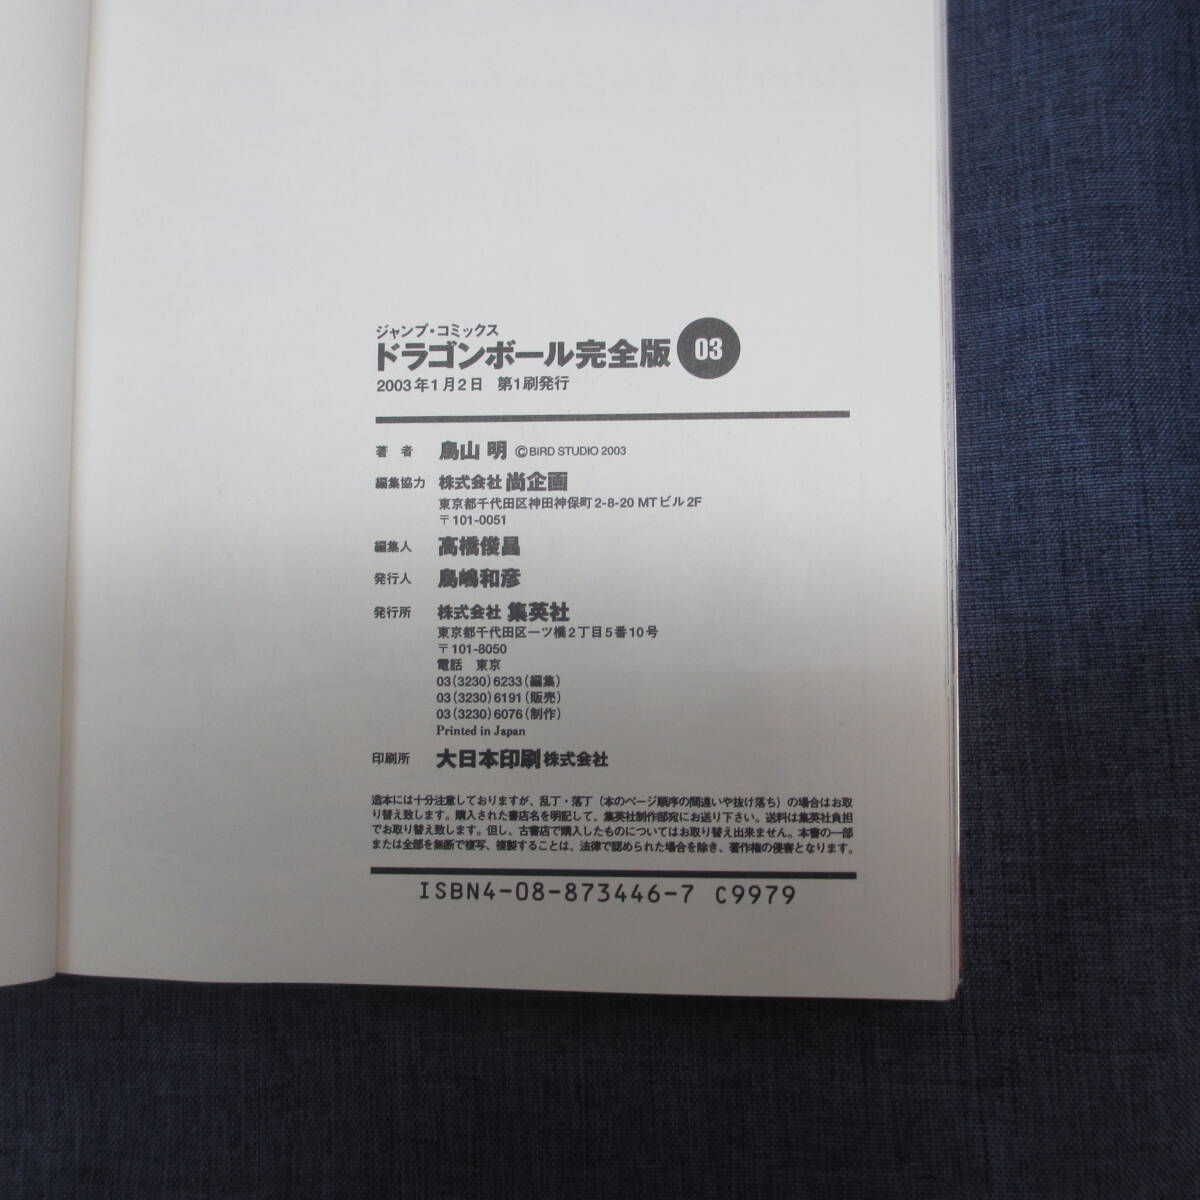 ジャンプ・コミックス
ドラゴンボール完全版 03
2003年1月2日 第1刷発行
著者 鳥山 明 ©BIRD STUDIO 2003
編集協力 株式会社 尚企画
東京都千代田区神田神保町2-8-20 MTビル2F
〒101-0051
編集人 高橋俊昌
発行人 鳥嶋和彦
発行所 株式会社 集英社
東京都千代田区一ツ橋2丁目5番10号
〒101-8050
電話 東京
03(3230)6233(編集)
03(3230)6191(販売)
03(3230)6076(制作)
Printed in Japan
印刷所 大日本印刷株式会社
造本には十分注意しておりますが、乱丁・落丁（本のページ順序の間違いや抜け落ち）の場合はお取
り替え致します。購入された書店名を明記して、集英社制作部宛にお送り下さい。送料は集英社負担
でお取り替え致します。但し、古書店で購入したものについてはお取り替え出来ません。本書の一部
または全部を無断で複写、複製することは、法律で認められた場合を除き、著作権の侵害となります。
ISBN4-08-873446-7 C9979